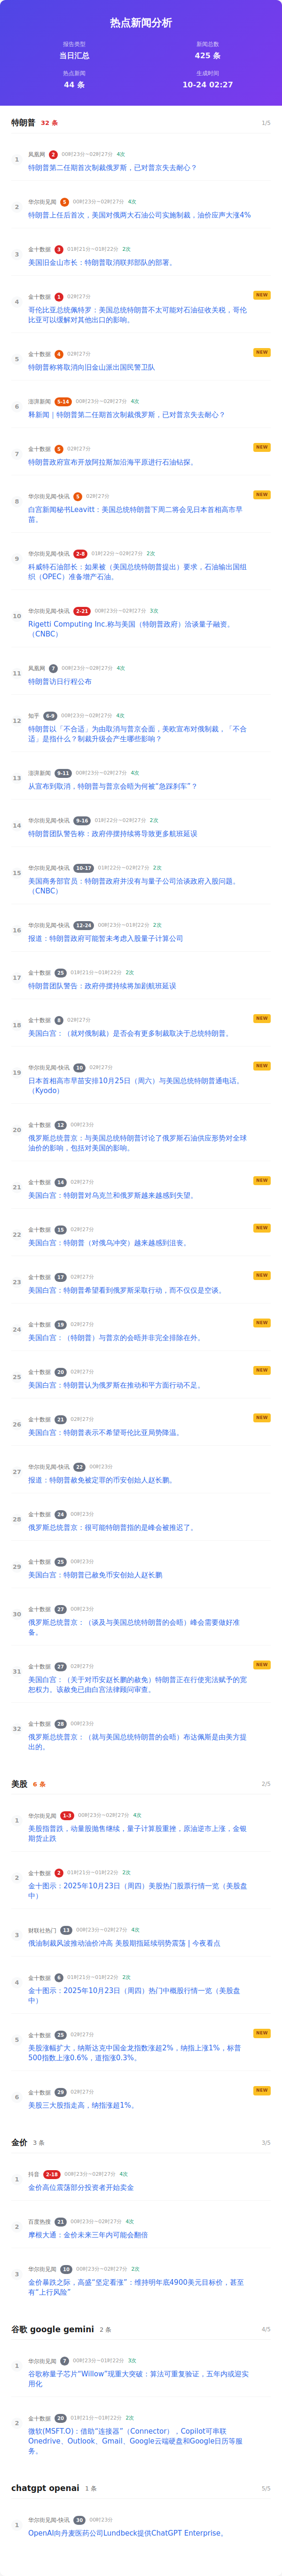 热点新闻分析
报告类型
新闻总数
当日汇总
425 条
热点新闻
生成时间
44 条
10-24 02:27
特朗普 32 条 1/5
1
凤凰网 2 00时23分~02时27分 4次
特朗普第二任期首次制裁俄罗斯，已对普京失去耐心？
2
华尔街见闻 5 00时23分~02时27分 4次
特朗普上任后首次，美国对俄两大石油公司实施制裁，油价应声大涨4%
3
金十数据 3 01时21分~01时22分 2次
美国旧金山市长：特朗普取消联邦部队的部署。
4
金十数据 1 02时27分
NEW
哥伦比亚总统佩特罗：美国总统特朗普不太可能对石油征收关税，哥伦
比亚可以缓解对其他出口的影响。
5
金十数据 4 02时27分
NEW
特朗普称将取消向旧金山派出国民警卫队
6
澎湃新闻 5-14 00时23分~02时27分 4次
释新闻｜特朗普第二任期首次制裁俄罗斯，已对普京失去耐心？
7
金十数据 5 02时27分
NEW
特朗普政府宣布开放阿拉斯加沿海平原进行石油钻探。
8
华尔街见闻-快讯 5 02时27分
NEW
白宫新闻秘书Leavitt：美国总统特朗普下周二将会见日本首相高市早
苗。
9
华尔街见闻-快讯 2-8 01时22分~02时27分 2次
科威特石油部长：如果被（美国总统特朗普提出）要求，石油输出国组
织（OPEC）准备增产石油。
10
华尔街见闻-快讯 2-21 00时23分~02时27分 3次
Rigetti Computing Inc.称与美国（特朗普政府）洽谈量子融资。
（CNBC）
11
凤凰网 7 00时23分~02时27分 4次
特朗普访日行程公布
12
知乎 6-9 00时23分~02时27分 4次
特朗普以「不合适」为由取消与普京会面，美欧宣布对俄制裁，「不合
适」是指什么？制裁升级会产生哪些影响？
13
澎湃新闻 9-11 00时23分~02时27分 4次
从宣布到取消，特朗普与普京会晤为何被“急踩刹车”？
14
华尔街见闻-快讯 9-16 01时22分~02时27分 2次
特朗普团队警告称：政府停摆持续将导致更多航班延误
15
华尔街见闻-快讯 10-17 01时22分~02时27分 2次
美国商务部官员：特朗普政府并没有与量子公司洽谈政府入股问题。
（CNBC）
16
华尔街见闻-快讯 12-24 00时23分~01时22分 2次
报道：特朗普政府可能暂未考虑入股量子计算公司
17
金十数据 25 01时21分~01时22分 2次
特朗普团队警告：政府停摆持续将加剧航班延误
18
金十数据 8 02时27分
NEW
美国白宫：（就对俄制裁）是否会有更多制裁取决于总统特朗普。
19
华尔街见闻-快讯 10 02时27分
NEW
日本首相高市早苗安排10月25日（周六）与美国总统特朗普通电话。
（Kyodo）
20
金十数据 12 00时23分
俄罗斯总统普京：与美国总统特朗普讨论了俄罗斯石油供应形势对全球
油价的影响，包括对美国的影响。
21
金十数据 14 02时27分
NEW
美国白宫：特朗普对乌克兰和俄罗斯越来越感到失望。
22
金十数据 15 02时27分
NEW
美国白宫：特朗普（对俄乌冲突）越来越感到沮丧。
23
金十数据 17 02时27分
NEW
美国白宫：特朗普希望看到俄罗斯采取行动，而不仅仅是空谈。
24
金十数据 19 02时27分
NEW
美国白宫：（特朗普）与普京的会晤并非完全排除在外。
25
金十数据 20 02时27分
NEW
美国白宫：特朗普认为俄罗斯在推动和平方面行动不足。
26
金十数据 21 02时27分
NEW
美国白宫：特朗普表示不希望哥伦比亚局势降温。
27
华尔街见闻-快讯 22 00时23分
报道：特朗普赦免被定罪的币安创始人赵长鹏。
28
金十数据 24 00时23分
俄罗斯总统普京：很可能特朗普指的是峰会被推迟了。
29
金十数据 25 00时23分
美国白宫：特朗普已赦免币安创始人赵长鹏
30
金十数据 27 00时23分
俄罗斯总统普京：（谈及与美国总统特朗普的会晤）峰会需要做好准
备。
31
金十数据 27 02时27分
NEW
美国白宫：（关于对币安赵长鹏的赦免）特朗普正在行使宪法赋予的宽
恕权力。该赦免已由白宫法律顾问审查。
32
金十数据 28 00时23分
俄罗斯总统普京：（就与美国总统特朗普的会晤）布达佩斯是由美方提
出的。
美股 6 条 2/5
1
华尔街见闻 1-3 00时23分~02时27分 4次
美股指普跌，动量股抛售继续，量子计算股重挫，原油逆市上涨，金银
期货止跌
2
金十数据 2 01时21分~01时22分 2次
金十图示：2025年10月23日（周四）美股热门股票行情一览（美股盘
中）
3
财联社热门 13 00时23分~02时27分 4次
俄油制裁风波推动油价冲高 美股期指延续弱势震荡 | 今夜看点
4
金十数据 6 01时21分~01时22分 2次
金十图示：2025年10月23日（周四）热门中概股行情一览（美股盘
中）
5
金十数据 25 02时27分
NEW
美股涨幅扩大，纳斯达克中国金龙指数涨超2%，纳指上涨1%，标普
500指数上涨0.6%，道指涨0.3%。
6
金十数据 29 02时27分
NEW
美股三大股指走高，纳指涨超1%。
金价 3 条 3/5
1
抖音 2-10 00时23分~02时27分 4次
金价高位震荡部分投资者开始卖金
2
百度热搜 21 00时23分~02时27分 4次
摩根大通：金价未来三年内可能会翻倍
3
华尔街见闻 10 00时23分~02时27分 2次
金价暴跌之际，高盛“坚定看涨”：维持明年底4900美元目标价，甚至
有“上行风险”
谷歌 google gemini 2 条 4/5
1
华尔街见闻 7 00时23分~01时22分 3次
谷歌称量子芯片“Willow”现重大突破：算法可重复验证，五年内或迎实
用化
2
金十数据 20 01时21分~01时22分 2次
微软(MSFT.O)：借助“连接器”（Connector），Copilot可串联
Onedrive、Outlook、Gmail、Google云端硬盘和Google日历等服
务。
chatgpt openai 1 条 5/5
1
华尔街见闻-快讯 30 00时23分
OpenAI向丹麦医药公司Lundbeck提供ChatGPT Enterprise。